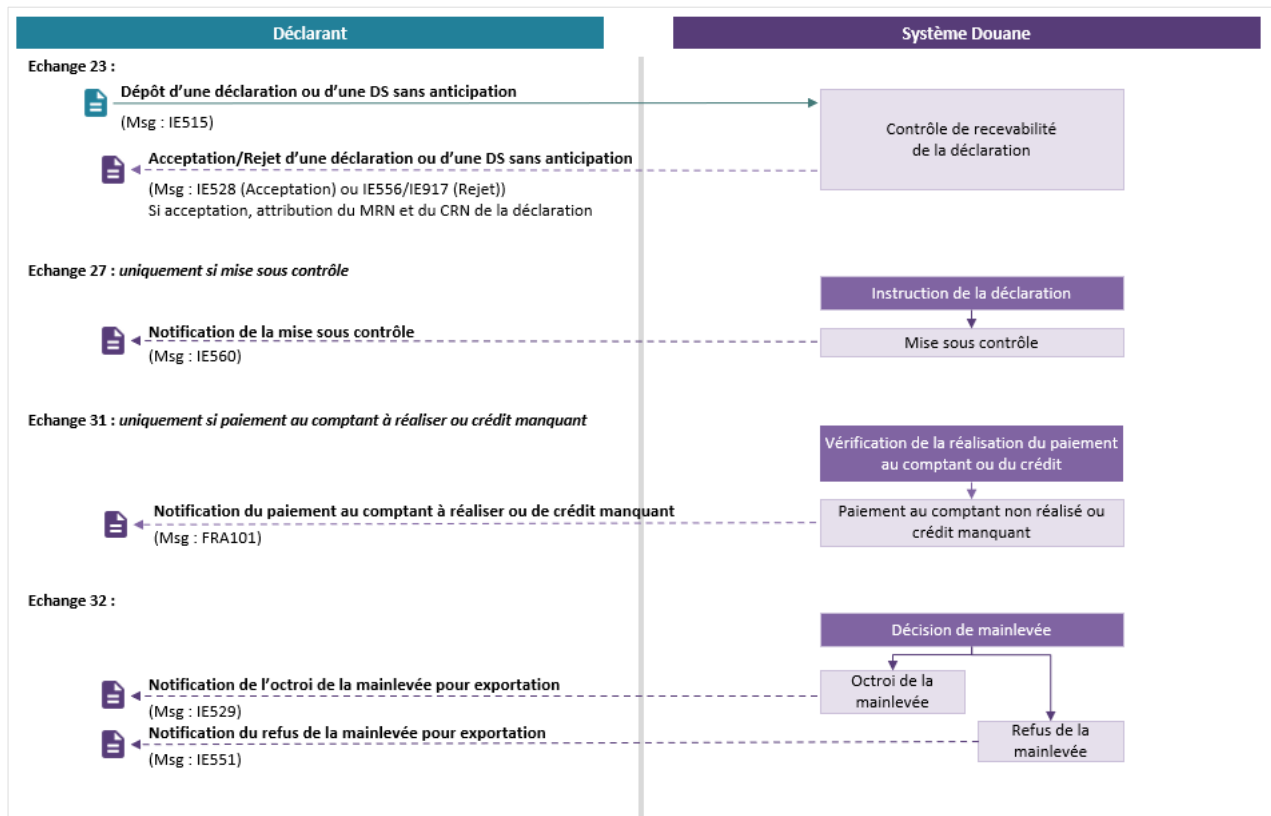 Déclarant
Système Douane
Echange 23 :
Dépôt d’une déclaration ou d’une DS sans anticipation
(Msg : IE515)
Contrôle de recevabilité
de la déclaration
Acceptation/Rejet d’une déclaration ou d’une DS sans anticipation
(Msg : IE528 (Acceptation) ou IE556/IE917 (Rejet))
Si acceptation, attribution du MRN et du CRN de la déclaration
Echange 27 : uniquement si mise sous contrôle
Instruction de la déclaration
Notification de la mise sous contrôle
(Msg : IE560)
Mise sous contrôle
Echange 31 : uniquement si paiement au comptant à réaliser ou crédit manquant
Vérification de la réalisation du paiement
au comptant ou du crédit
Notification du paiement au comptant à réaliser ou de crédit manquant
(Msg : FRA101)
Paiement au comptant non réalisé ou
crédit manquant
Echange 32 :
Décision de mainlevée
Notification de l’octroi de la mainlevée pour exportation
(Msg : IE529)
Octroi de la
mainlevée
Notification du refus de la mainlevée pour exportation
(Msg : IE551)
Refus de la
mainlevée